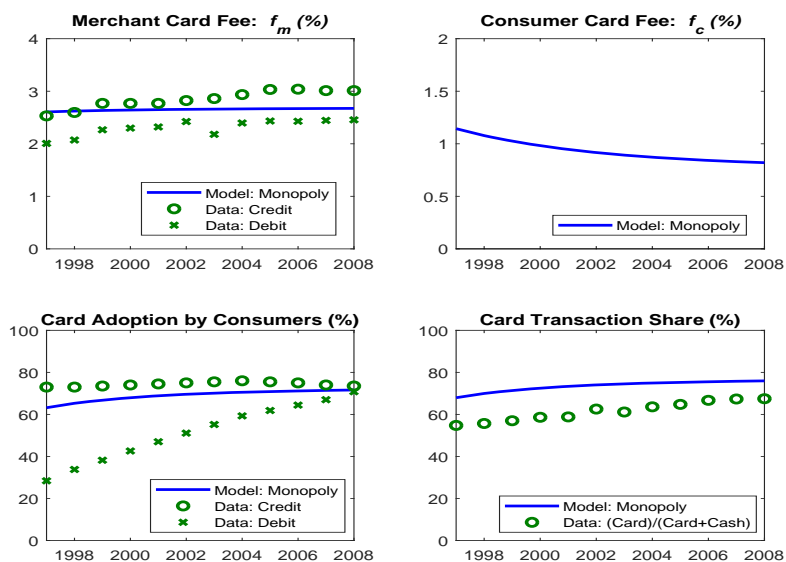 Merchant Card Fee: f_m (%)
4
3
2
1
0
Model: Monopoly
Data: Credit
Data: Debit
1998 2000 2002 2004 2006 2008
Consumer Card Fee: f_c (%)
2
1.5
1
0.5
0
Model: Monopoly
1998 2000 2002 2004 2006 2008
Card Adoption by Consumers (%)
100
80
60
40
20
0
Model: Monopoly
Data: Credit
Data: Debit
1998 2000 2002 2004 2006 2008
Card Transaction Share (%)
100
80
60
40
20
0
Model: Monopoly
Data: (Card)/(Card+Cash)
1998 2000 2002 2004 2006 2008